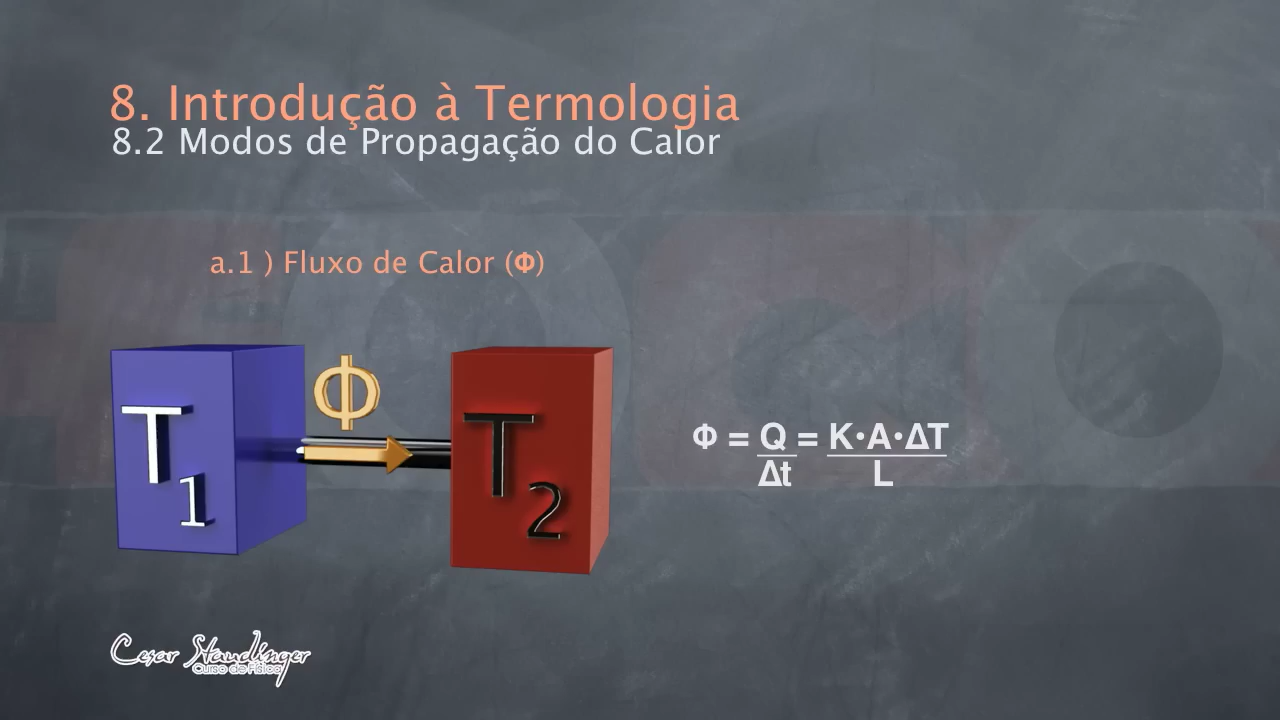 8. Introdução à Termologia
8.2 Modos de Propagação do Calor
a.1 ) Fluxo de Calor (Φ)
Φ
T1
T2
Φ = Q = K·A·ΔT
Δt L
Cesar Staudinger
Curso de Física